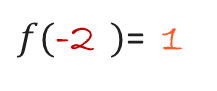 f(-2 )= 1